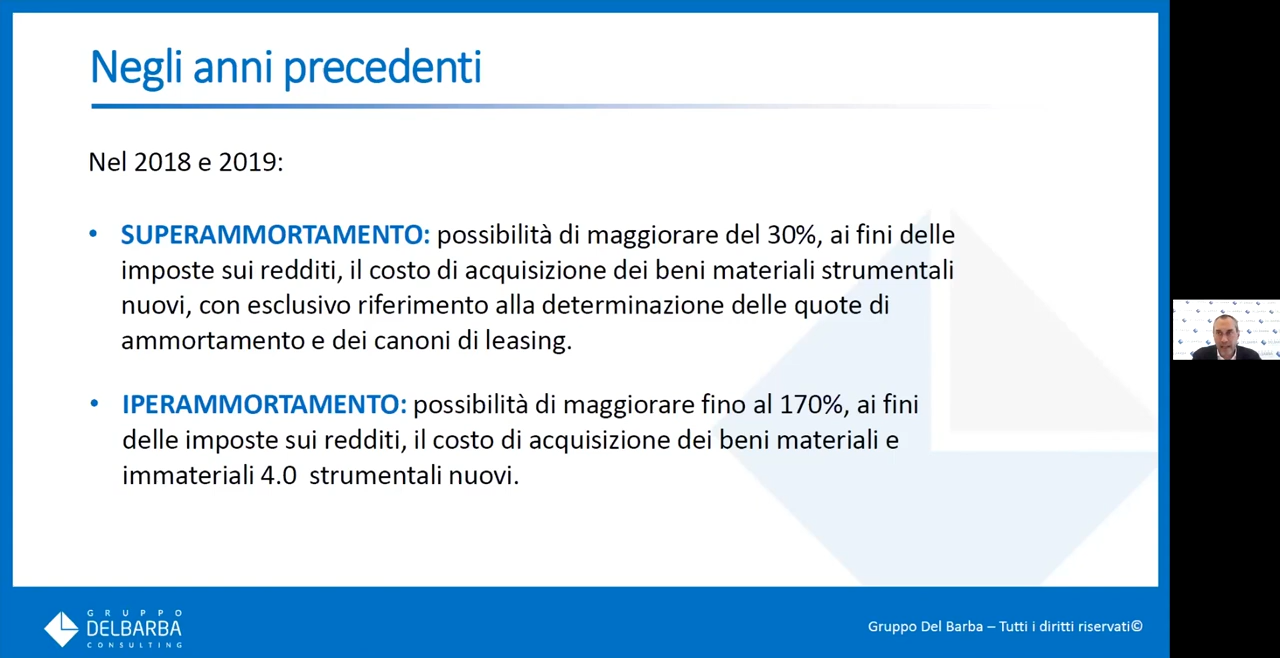 Negli anni precedenti
Nel 2018 e 2019:
• SUPERAMMORTAMENTO: possibilità di maggiorare del 30%, ai fini delle
imposte sui redditi, il costo di acquisizione dei beni materiali strumentali
nuovi, con esclusivo riferimento alla determinazione delle quote di
ammortamento e dei canoni di leasing.
• IPERAMMORTAMENTO: possibilità di maggiorare fino al 170%, ai fini
delle imposte sui redditi, il costo di acquisizione dei beni materiali e
immateriali 4.0  strumentali nuovi.
GRUPPO
DELBARBA
CONSULTING
Gruppo Del Barba – Tutti i diritti riservati©